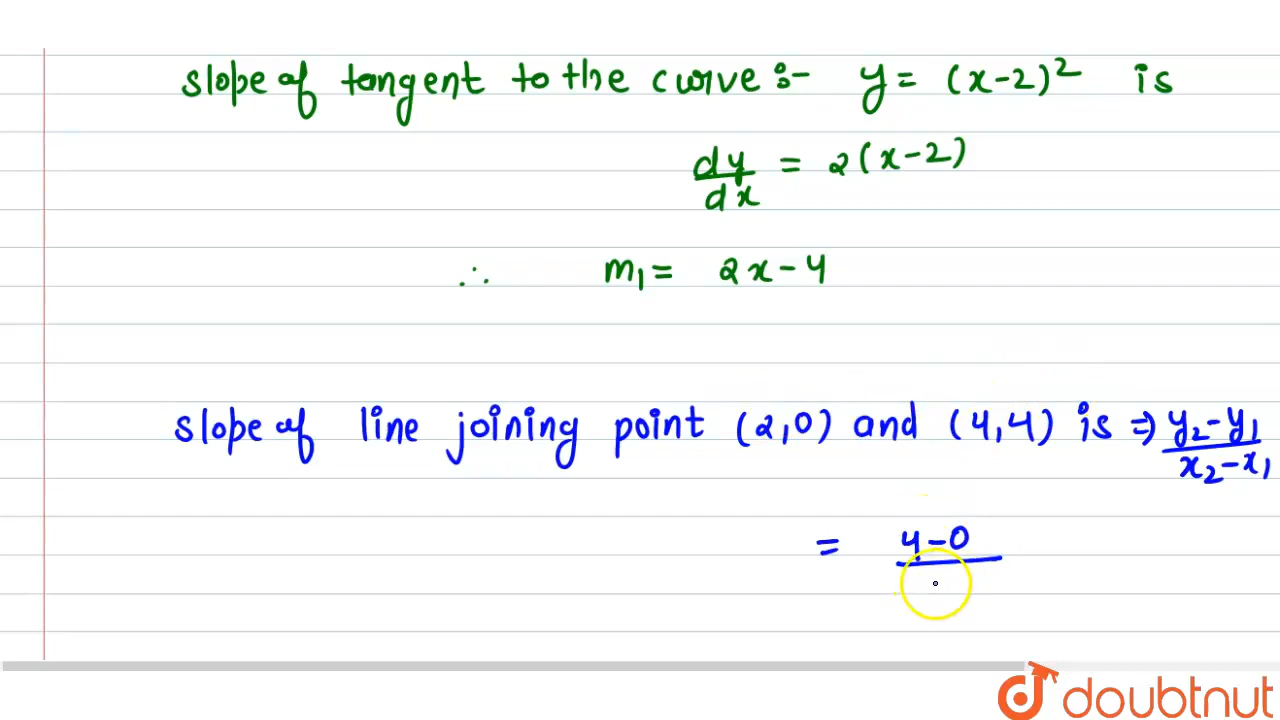 slope of tangent to the curve :- y = (x-2)² is
dy/dx = 2(x-2)
∴ m₁ = 2x-4
slope of line joining point (2,0) and (4,4) is ⇒ y₂-y₁/x₂-x₁
= 4-0
doubtnut